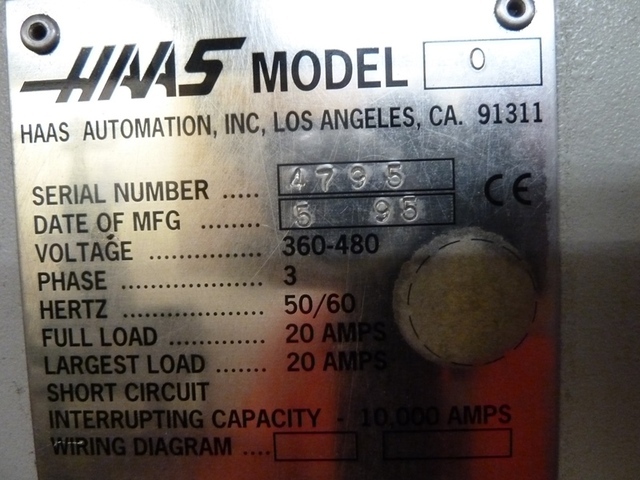 HAAS MODEL 0
HAAS AUTOMATION, INC, LOS ANGELES, CA. 91311
SERIAL NUMBER ..... 4795 CE
DATE OF MFG ....... 5 95
VOLTAGE .............. 360-480
PHASE .................. 3
HERTZ .................. 50/60
FULL LOAD ............ 20 AMPS
LARGEST LOAD ....... 20 AMPS
SHORT CIRCUIT
INTERRUPTING CAPACITY - 10,000 AMPS
WIRING DIAGRAM ....